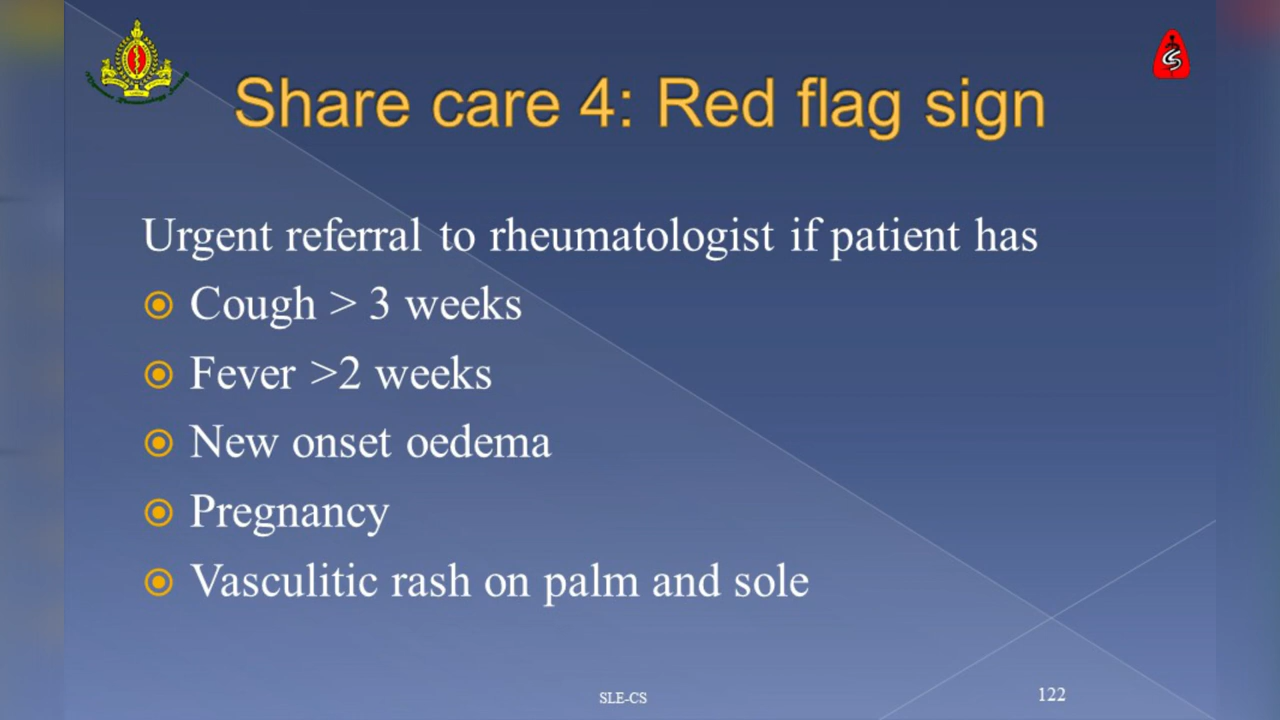 Share care 4: Red flag sign
Urgent referral to rheumatologist if patient has
Cough > 3 weeks
Fever >2 weeks
New onset oedema
Pregnancy
Vasculitic rash on palm and sole
SLE-CS
122